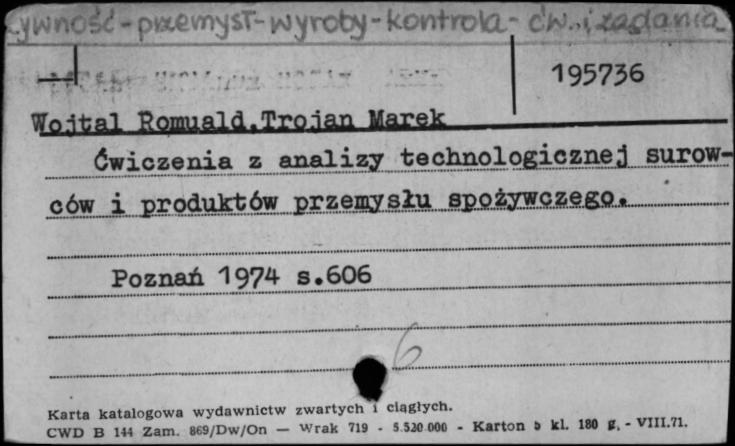 żywność-przemysł-wyroby-kontrola-ćw. i zadania
195736
Wojtal Romuald,Trojan Marek
Ćwiczenia z analizy technologicznej surow-
ców i produktów przemysłu spożywczego.
Poznań 1974 s.606
6
Karta katalogowa wydawnictw zwartych i ciągłych.
CWD B 144 Zam. 869/Dw/On — Wrak 719 - 5.520.000 - Karton b kl. 180 g. - VIII.71.